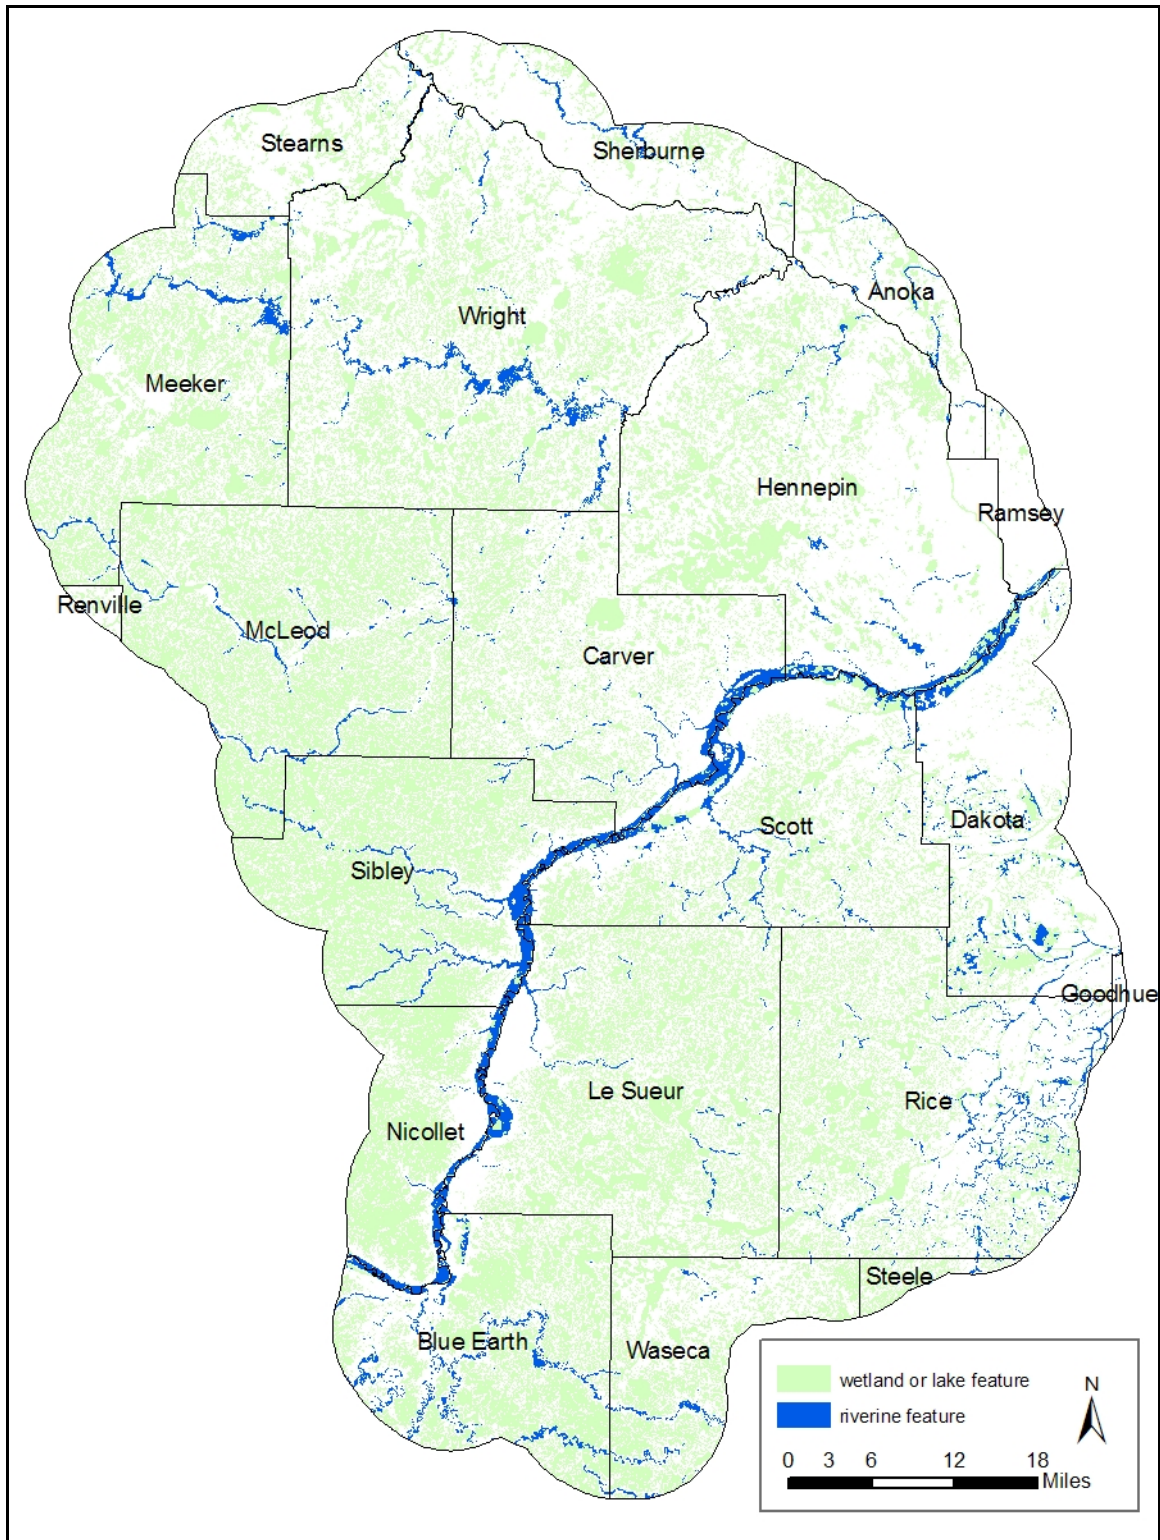 Stearns
Sherburne
Anoka
Wright
Meeker
Hennepin
Ramsey
Renville
McLeod
Carver
Scott
Dakota
Sibley
Goodhue
Le Sueur
Rice
Nicollet
Steele
Blue Earth
Waseca
wetland or lake feature
riverine feature
N
0 3 6 12 18
Miles